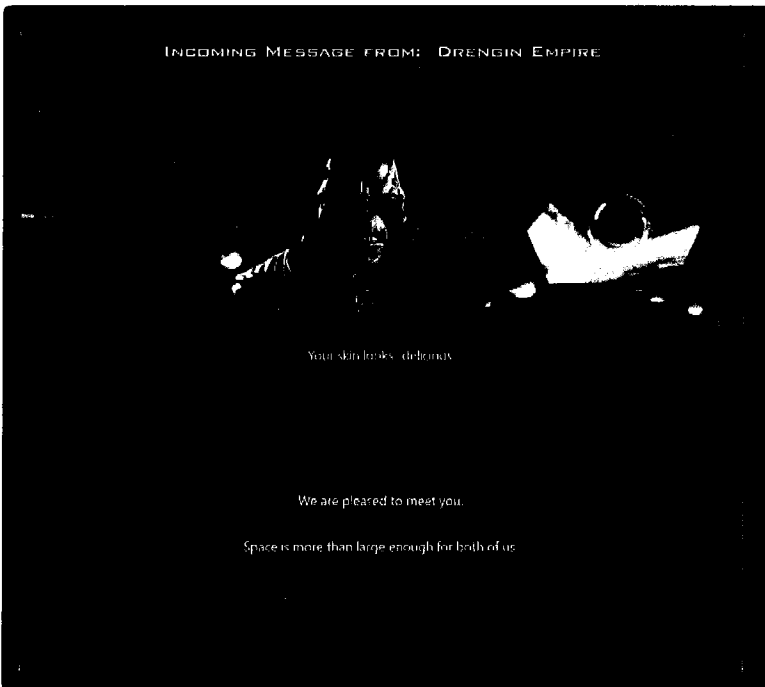 INCOMING MESSAGE FROM: DRENGIN EMPIRE
Your skin looks delicious
We are pleased to meet you.
Space is more than large enough for both of us